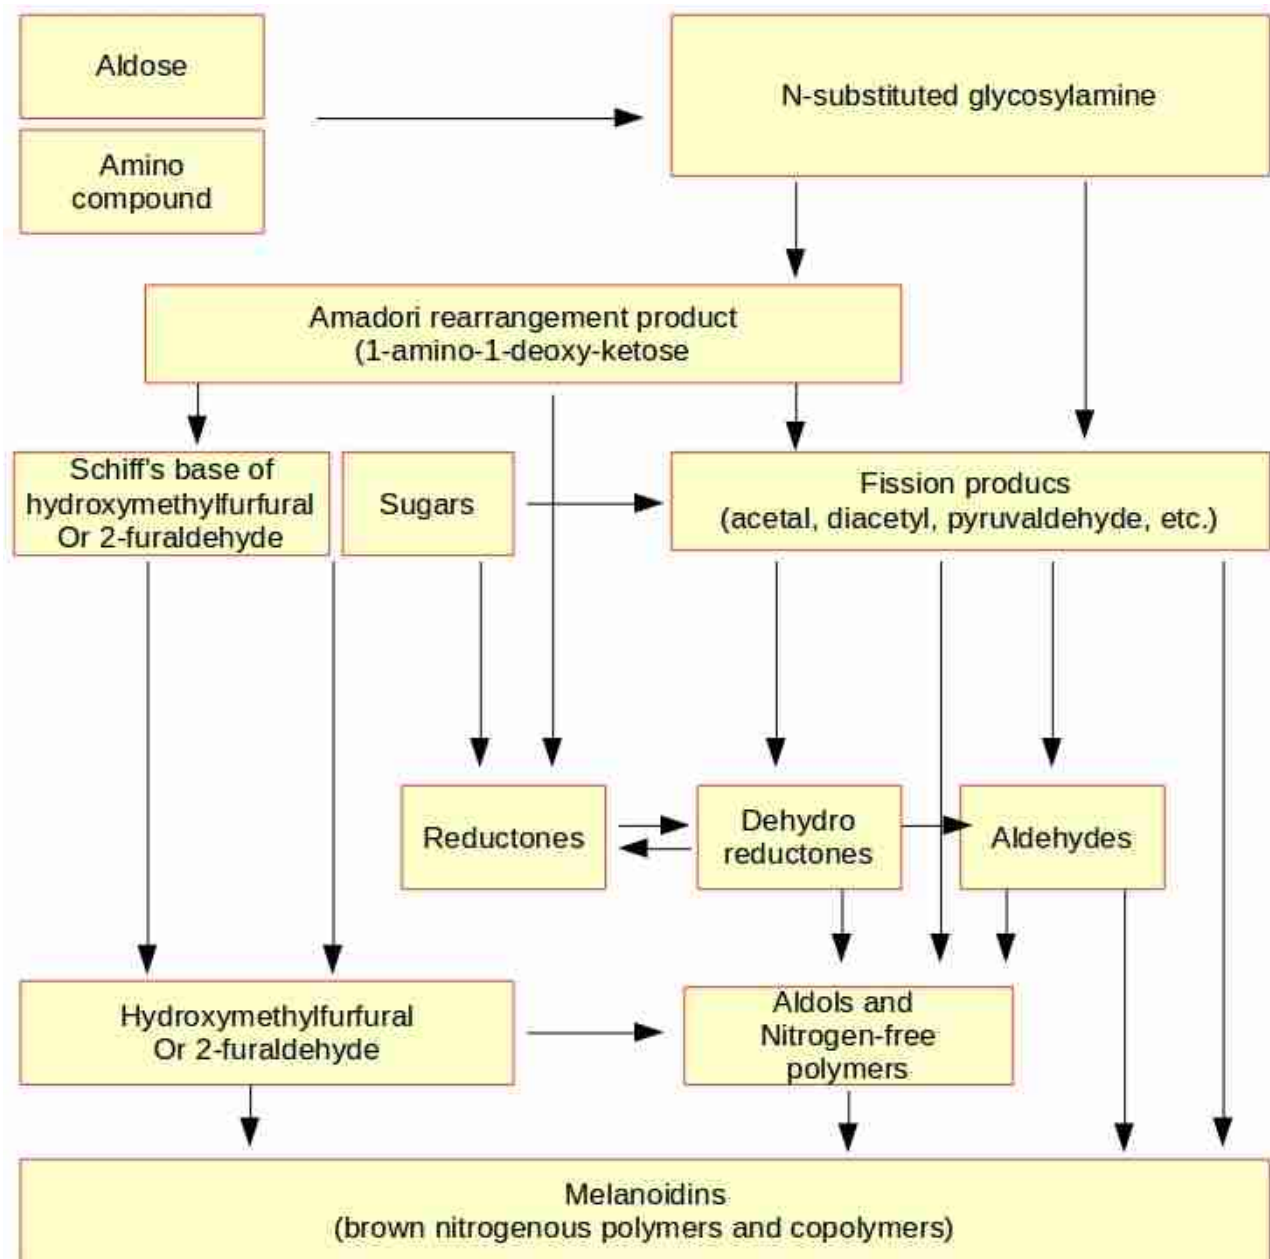 Aldose
N-substituted glycosylamine
Amino
compound
Amadori rearrangement product
(1-amino-1-deoxy-ketose
Schiff's base of
hydroxymethylfurfural
Or 2-furaldehyde
Sugars
Fission producs
(acetal, diacetyl, pyruvaldehyde, etc.)
Reductones
Dehydro
reductones
Aldehydes
Hydroxymethylfurfural
Or 2-furaldehyde
Aldols and
Nitrogen-free
polymers
Melanoidins
(brown nitrogenous polymers and copolymers)